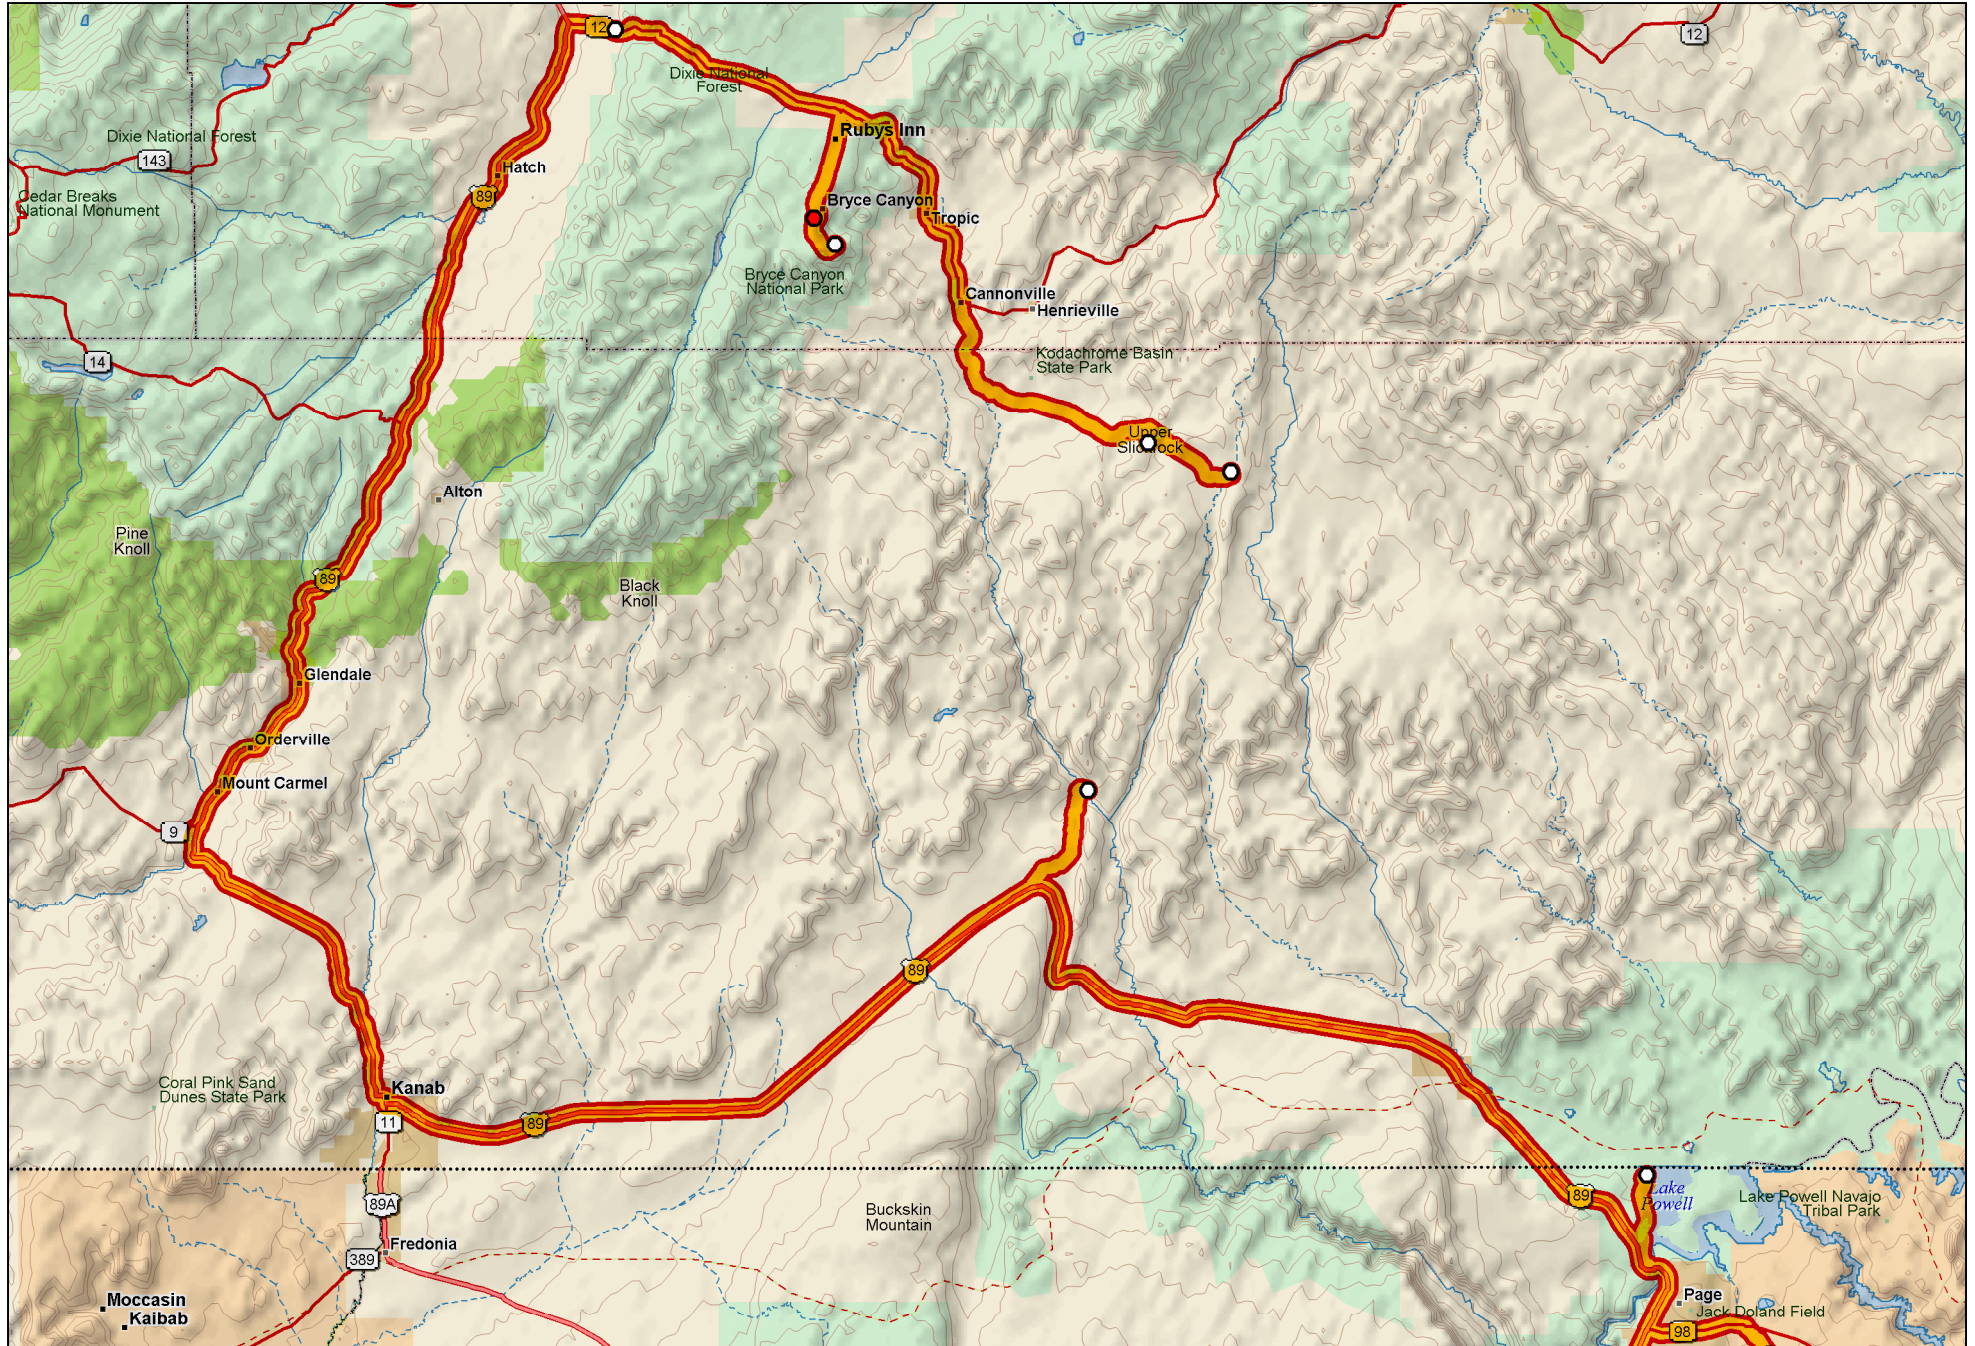 12
12
Dixie National
Forest
Rubys Inn
Dixie National Forest
143
Hatch
89
Cedar Breaks
National Monument
Bryce Canyon
Tropic
Bryce Canyon
National Park
Cannonville
Henrieville
14
Kodachrome Basin
State Park
Upper
Slickrock
Alton
Pine
Knoll
89
Black
Knoll
Glendale
Orderville
Mount Carmel
9
89
Coral Pink Sand
Dunes State Park
Kanab
11
89
89A
89
Lake
Powell
Lake Powell Navajo
Tribal Park
Buckskin
Mountain
Fredonia
389
Moccasin
Kaibab
Page
Jack Doland Field
98